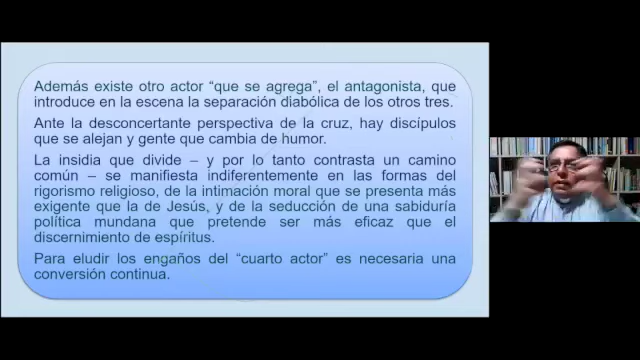 Además existe otro actor “que se agrega”, el antagonista, que
introduce en la escena la separación diabólica de los otros tres.
Ante la desconcertante perspectiva de la cruz, hay discípulos
que se alejan y gente que cambia de humor.
La insidia que divide – y por lo tanto contrasta un camino
común – se manifiesta indiferentemente en las formas del
rigorismo religioso, de la intimación moral que se presenta más
exigente que la de Jesús, y de la seducción de una sabiduría
política mundana que pretende ser más eficaz que el
discernimiento de espíritus.
Para eludir los engaños del “cuarto actor” es necesaria una
conversión continua.